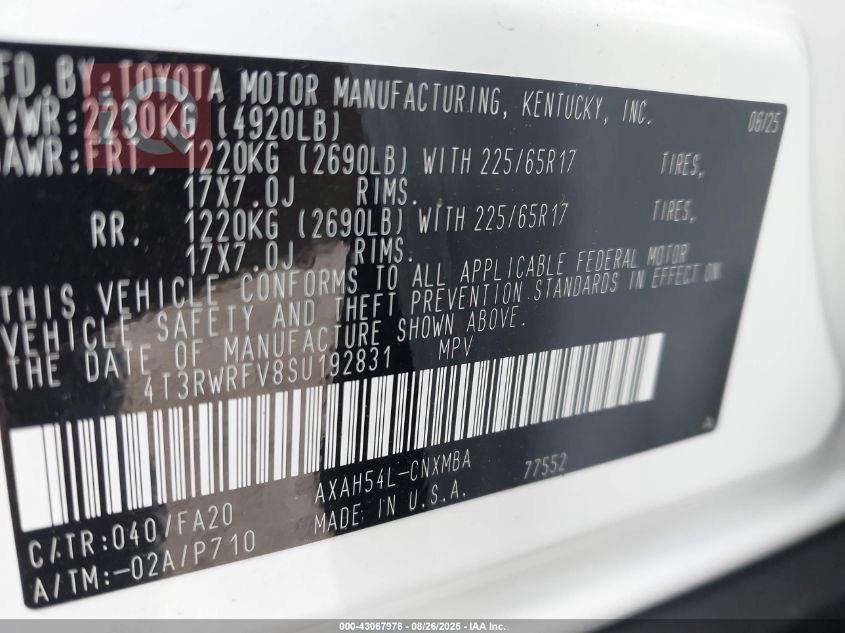 FD.BY:TOYOTA MOTOR MANUFACTURING, KENTUCKY, INC. 06/25
VWR:2230KG (4920LB)
AWR:FRT. 1220KG (2690LB) WITH 225/65R17 TIRES,
17X7.0J RIMS.
RR. 1220KG (2690LB) WITH 225/65R17 TIRES,
17X7.0J RIMS.
THIS VEHICLE CONFORMS TO ALL APPLICABLE FEDERAL MOTOR
VEHICLE SAFETY AND THEFT PREVENTION STANDARDS IN EFFECT ON
THE DATE OF MANUFACTURE SHOWN ABOVE.
4T3RWRFV8SU192831 MPV
AXAH54L-CNXMBA 77552
C/TR:040/FA20 MADE IN U.S.A.
A/TM:-02A/P710
000-43067978 - 08/26/2025 - IAA Inc.